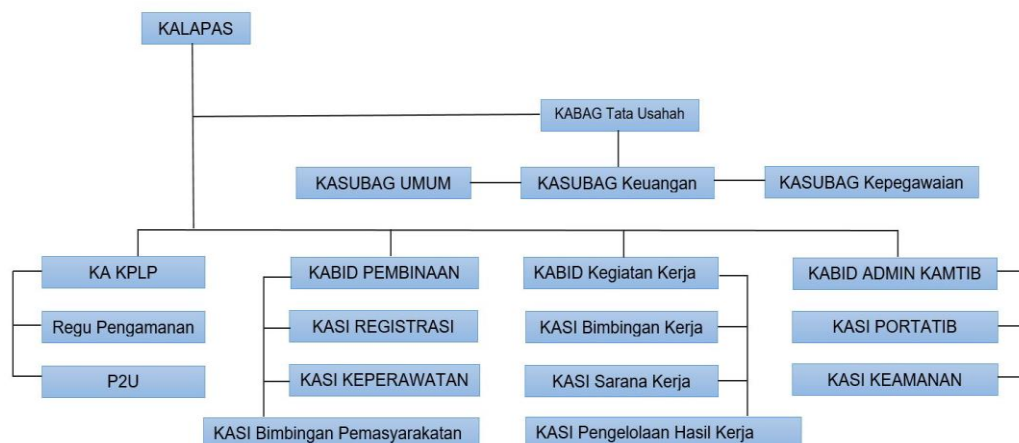 KALAPAS
KABAG Tata Usahah
KASUBAG UMUM
KASUBAG Keuangan
KASUBAG Kepegawaian
KA KPLP
KABID PEMBINAAN
KABID Kegiatan Kerja
KABID ADMIN KAMTIB
Regu Pengamanan
KASI REGISTRASI
KASI Bimbingan Kerja
KASI PORTATIB
P2U
KASI KEPERAWATAN
KASI Sarana Kerja
KASI KEAMANAN
KASI Bimbingan Pemasyarakatan
KASI Pengelolaan Hasil Kerja